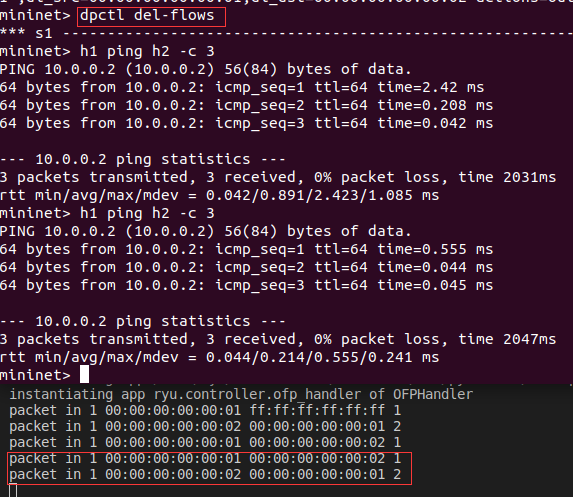 mininet> dpctl del-flows
*** s1 ------------------------------------------------------------
mininet> h1 ping h2 -c 3
PING 10.0.0.2 (10.0.0.2) 56(84) bytes of data.
64 bytes from 10.0.0.2: icmp_seq=1 ttl=64 time=2.42 ms
64 bytes from 10.0.0.2: icmp_seq=2 ttl=64 time=0.208 ms
64 bytes from 10.0.0.2: icmp_seq=3 ttl=64 time=0.042 ms

--- 10.0.0.2 ping statistics ---
3 packets transmitted, 3 received, 0% packet loss, time 2031ms
rtt min/avg/max/mdev = 0.042/0.891/2.423/1.085 ms
mininet> h1 ping h2 -c 3
PING 10.0.0.2 (10.0.0.2) 56(84) bytes of data.
64 bytes from 10.0.0.2: icmp_seq=1 ttl=64 time=0.555 ms
64 bytes from 10.0.0.2: icmp_seq=2 ttl=64 time=0.044 ms
64 bytes from 10.0.0.2: icmp_seq=3 ttl=64 time=0.045 ms

--- 10.0.0.2 ping statistics ---
3 packets transmitted, 3 received, 0% packet loss, time 2047ms
rtt min/avg/max/mdev = 0.044/0.214/0.555/0.241 ms
mininet>
instantiating app ryu.controller.ofp_handler of OFPHandler
packet in 1 00:00:00:00:00:01 ff:ff:ff:ff:ff:ff 1
packet in 1 00:00:00:00:00:02 00:00:00:00:00:01 2
packet in 1 00:00:00:00:00:01 00:00:00:00:00:02 1
packet in 1 00:00:00:00:00:01 00:00:00:00:00:02 1
packet in 1 00:00:00:00:00:02 00:00:00:00:00:01 2